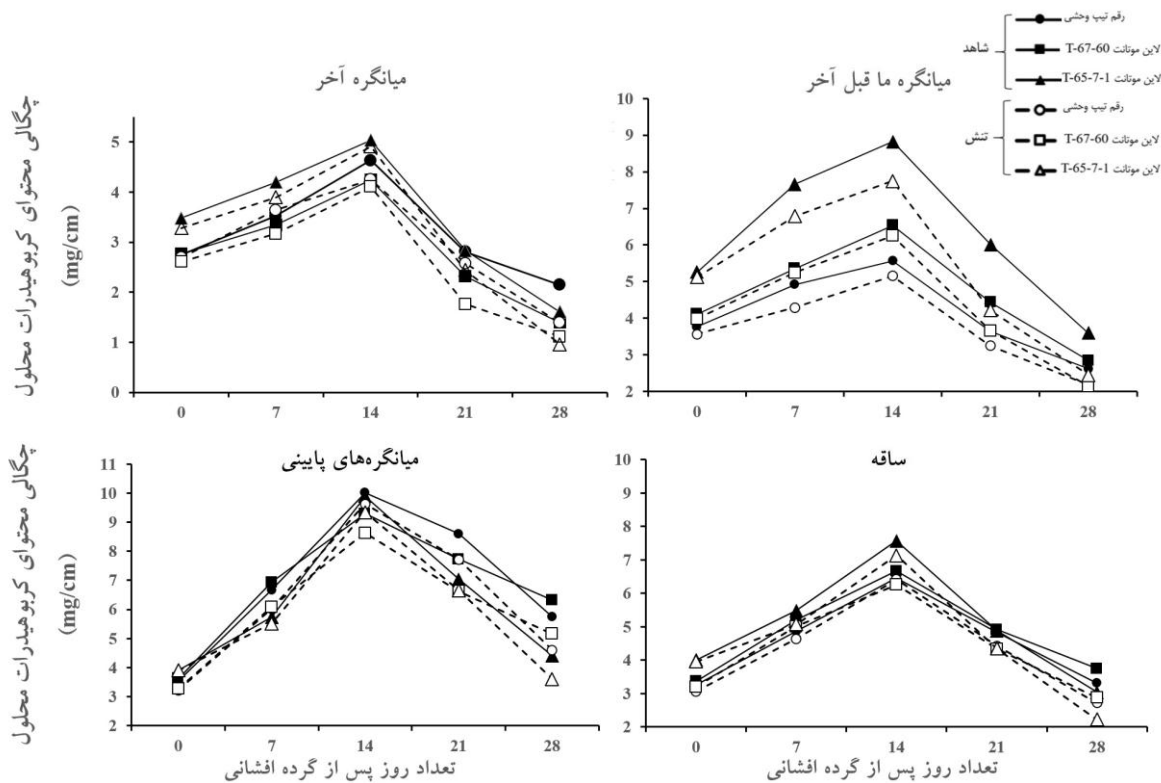 میانگره آخر
چگالی محتوای کربوهیدرات محلول
(mg/cm)
5
4
3
2
1
0
0 7 14 21 28
میانگره ما قبل آخر
10
9
8
7
6
5
4
3
2
0 7 14 21 28
شاهد
رقم تیپ وحشی
لاین موتانت T-67-60
لاین موتانت T-65-7-1
تنش
رقم تیپ وحشی
لاین موتانت T-67-60
لاین موتانت T-65-7-1
میانگره‌های پایینی
چگالی محتوای کربوهیدرات محلول
(mg/cm)
11
10
9
8
7
6
5
4
3
2
0 7 14 21 28
تعداد روز پس از گرده افشانی
ساقه
10
9
8
7
6
5
4
3
2
0 7 14 21 28
تعداد روز پس از گرده افشانی